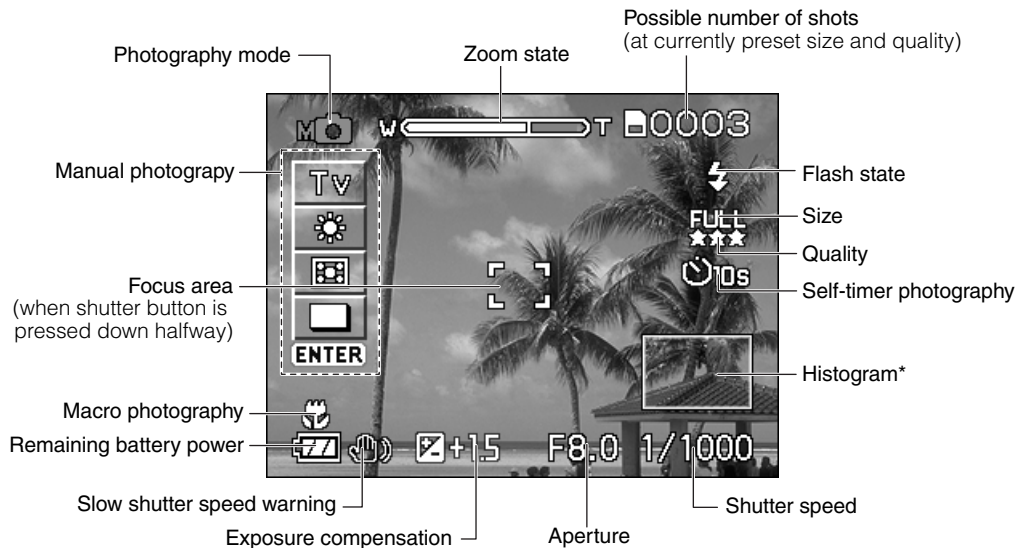 Possible number of shots
(at currently preset size and quality)
Photography mode
Zoom state
M
W
T
0003
Manual photograpy
Tv
Flash state
FULL
Size
Quality
Focus area
(when shutter button is
pressed down halfway)
10s
Self-timer photography
ENTER
Histogram*
Macro photography
Remaining battery power
+1.5
F8.0
1/1000
Slow shutter speed warning
Shutter speed
Exposure compensation
Aperture